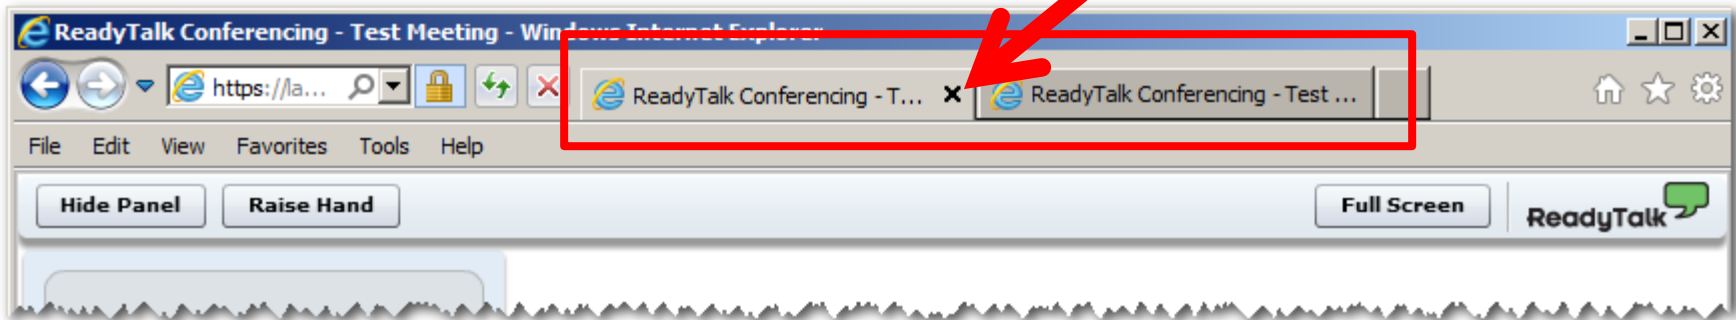 ReadyTalk Conferencing - Test Meeting - Windows Internet Explorer
https://la... ReadyTalk Conferencing - T... ReadyTalk Conferencing - Test ...
File Edit View Favorites Tools Help
Hide Panel Raise Hand Full Screen ReadyTalk